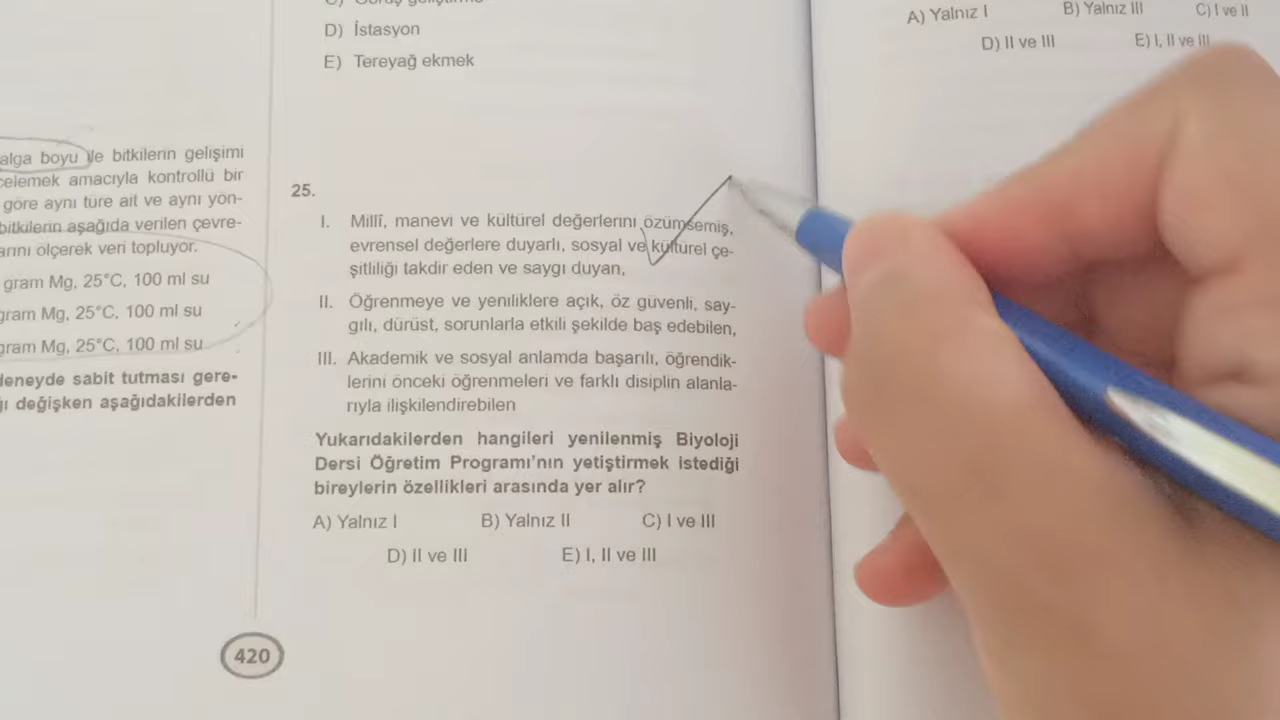 D) İstasyon
E) Tereyağ ekmek
alga boyu ile bitkilerin gelişimi
celemek amacıyla kontrollü bir
göre aynı türe ait ve aynı yön-
bitkilerin aşağıda verilen çevre-
arını ölçerek veri topluyor.
gram Mg, 25°C, 100 ml su
gram Mg, 25°C, 100 ml su
gram Mg, 25°C, 100 ml su
deneyde sabit tutması gere-
ğı değişken aşağıdakilerden
25.
I. Millî, manevi ve kültürel değerlerini özümsemiş,
evrensel değerlere duyarlı, sosyal ve kültürel çe-
şitliliği takdir eden ve saygı duyan,
II. Öğrenmeye ve yeniliklere açık, öz güvenli, say-
gılı, dürüst, sorunlarla etkili şekilde baş edebilen,
III. Akademik ve sosyal anlamda başarılı, öğrendik-
lerini önceki öğrenmeleri ve farklı disiplin alanla-
rıyla ilişkilendirebilen
Yukarıdakilerden hangileri yenilenmiş Biyoloji
Dersi Öğretim Programı'nın yetiştirmek istediği
bireylerin özellikleri arasında yer alır?
A) Yalnız I B) Yalnız II C) I ve III
D) II ve III E) I, II ve III
420
A) Yalnız I B) Yalnız III C) I ve II
D) II ve III E) I, II ve III